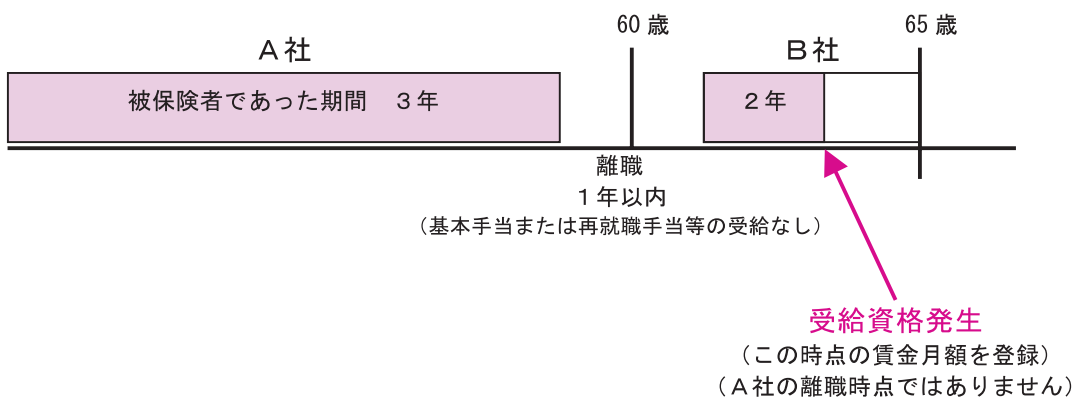 60歳
65歳
A社
B社
被保険者であった期間　3年
2年
離職
1年以内
（基本手当または再就職手当等の受給なし）
受給資格発生
（この時点の賃金月額を登録）
（A社の離職時点ではありません）